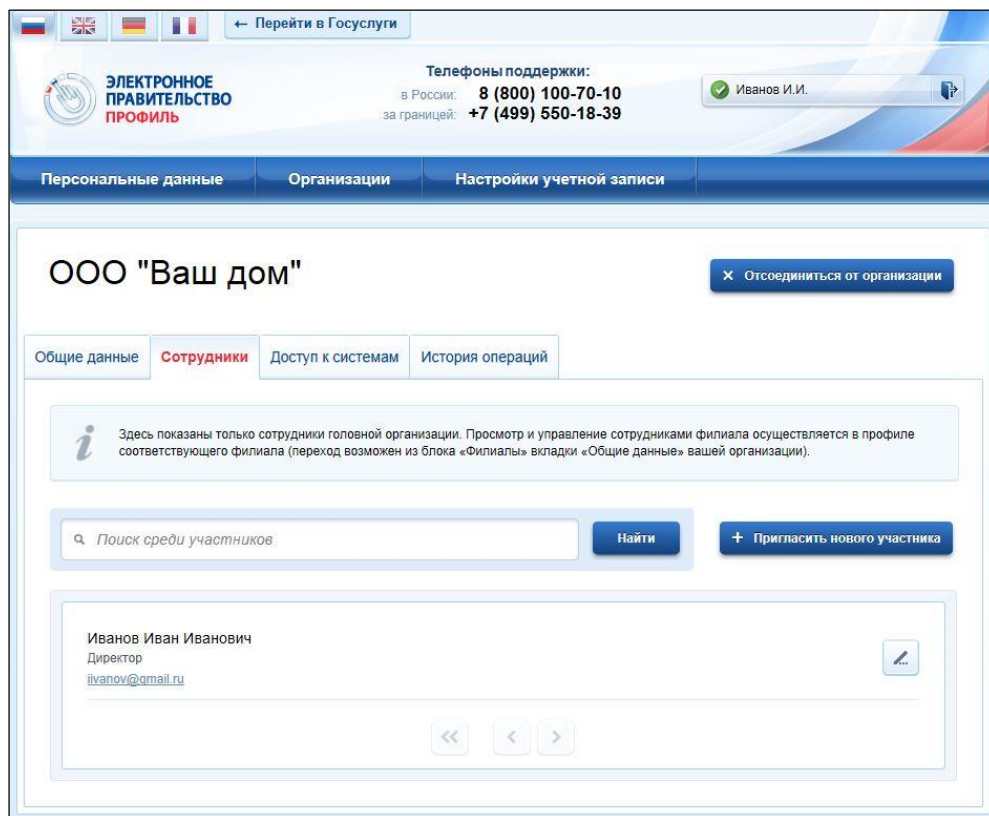 ← Перейти в Госуслуги
ЭЛЕКТРОННОЕ
ПРАВИТЕЛЬСТВО
ПРОФИЛЬ
Телефоны поддержки:
в России: 8 (800) 100-70-10
за границей: +7 (499) 550-18-39
Иванов И.И.
Персональные данные Организации Настройки учетной записи
ООО "Ваш дом"
Отсоединиться от организации
Общие данные Сотрудники Доступ к системам История операций
Здесь показаны только сотрудники головной организации. Просмотр и управление сотрудниками филиала осуществляется в профиле
соответствующего филиала (переход возможен из блока «Филиалы» вкладки «Общие данные» вашей организации).
Поиск среди участников
Найти
+ Пригласить нового участника
Иванов Иван Иванович
Директор
iivanov@gmail.ru